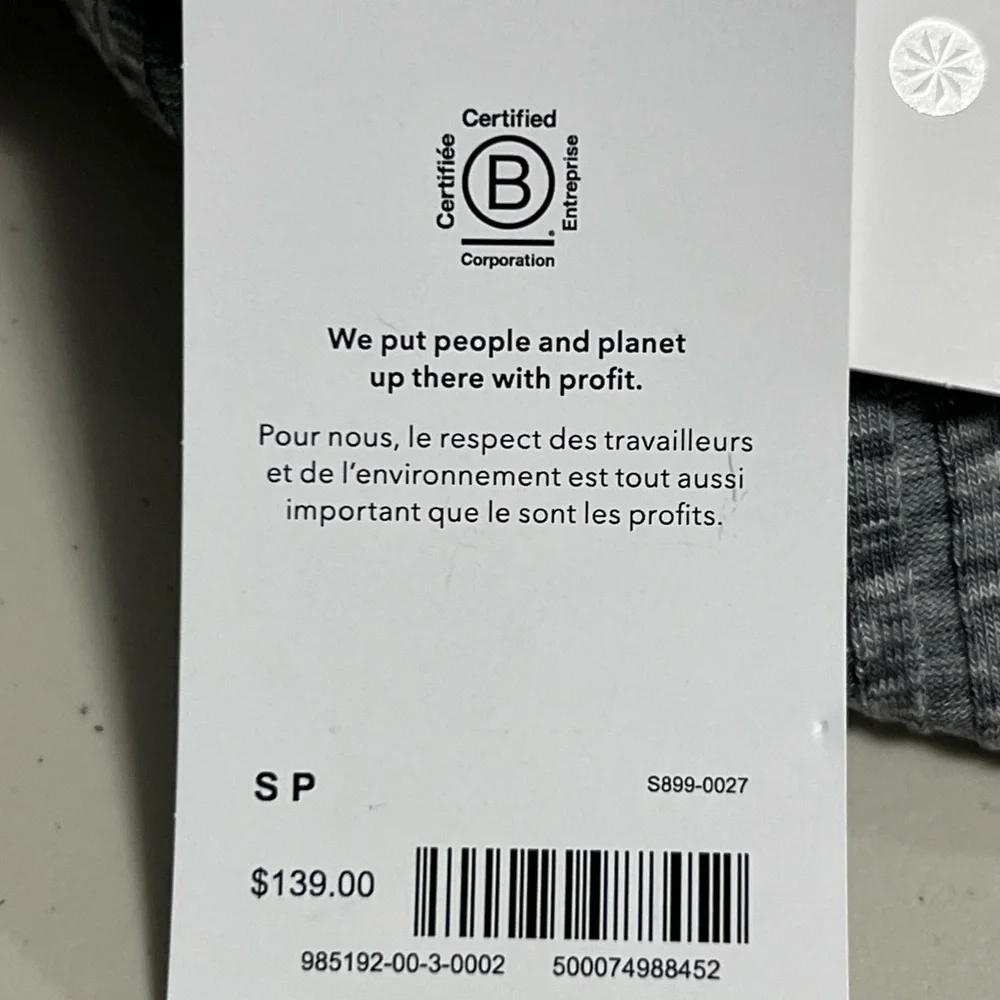 Certified
Certifiée
B
Entreprise
Corporation
We put people and planet
up there with profit.
Pour nous, le respect des travailleurs
et de l'environnement est tout aussi
important que le sont les profits.
S P
S899-0027
$139.00
985192-00-3-0002 500074988452